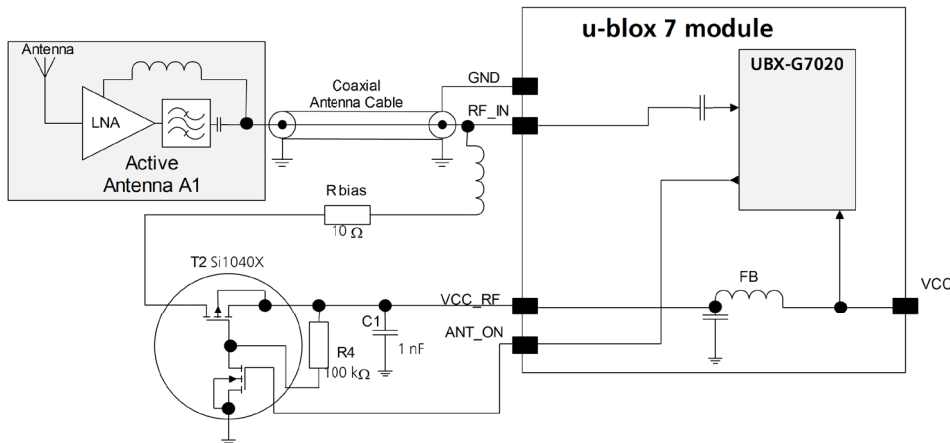 u-blox 7 module
Antenna
UBX-G7020
GND
Coaxial
Antenna Cable
RF_IN
LNA
Active
Antenna A1
Rbias
10 Ω
T2 Si1040X
FB
VCC
VCC_RF
C1
ANT_ON
1 nF
R4
100 kΩ